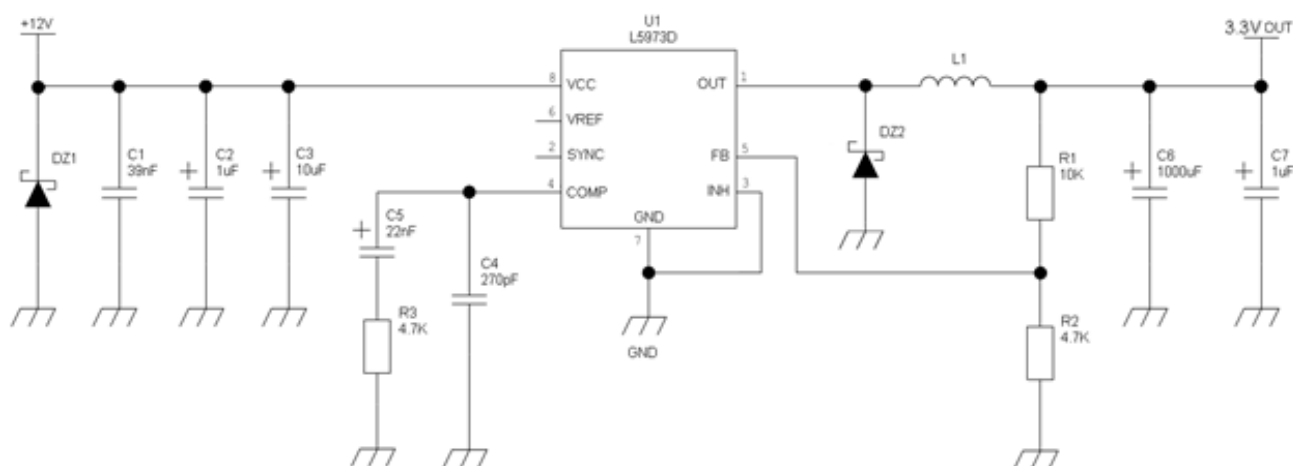 +12V
U1
L5973D
3.3V OUT
L1
8
VCC
OUT
1
6
VREF
2
SYNC
FB
5
4
COMP
INH
3
GND
7
GND
DZ1
C1
39nF
C2
1uF
C3
10uF
C5
22nF
C4
270pF
R3
4.7K
DZ2
R1
10K
C6
1000uF
C7
1uF
R2
4.7K